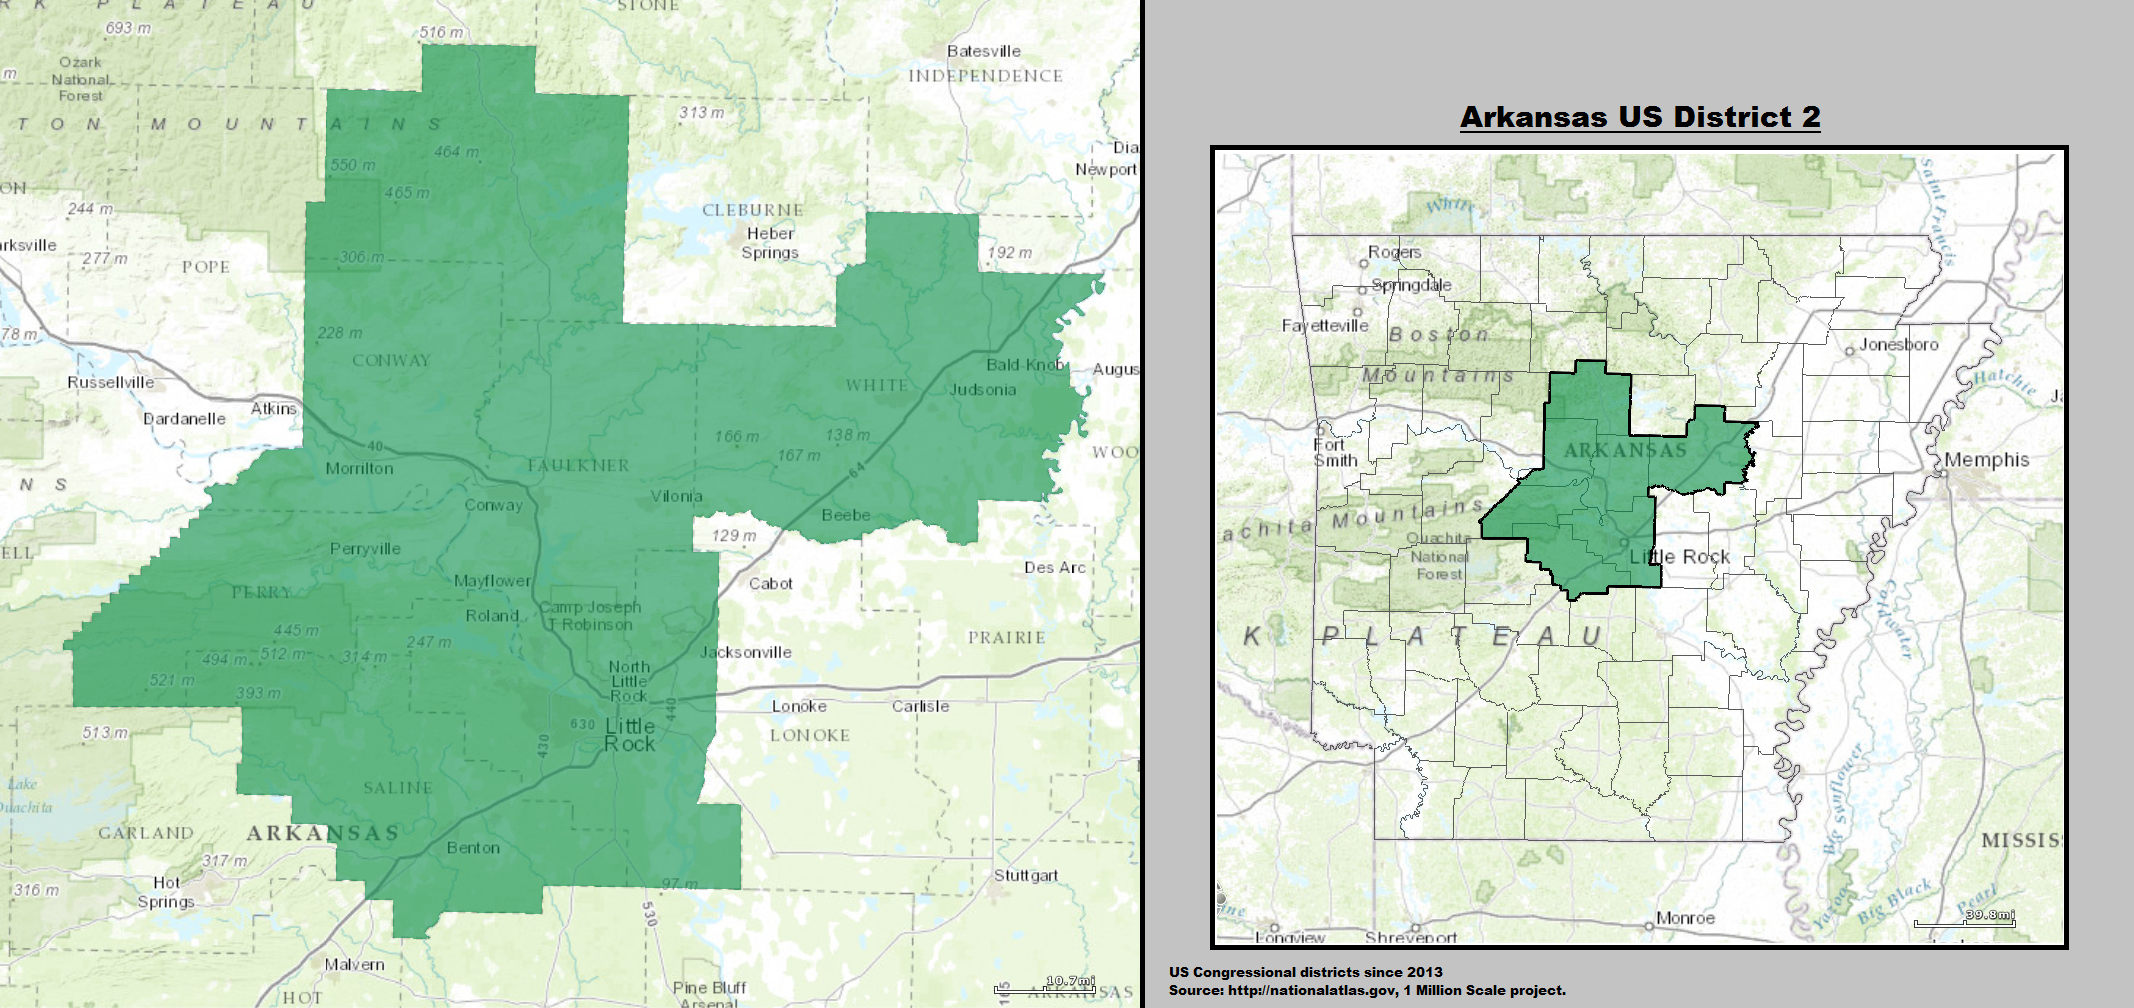 R K P L A T E A U
STONE
693 m
516 m
Batesville
INDEPENDENCE
Ozark
National
Forest
m
313 m
T O N M O U N T A I N S
464 m
Dia
Newport
550 m
465 m
ON
244 m
CLEBURNE
Heber
Springs
arksville
277 m
POPE
306 m
192 m
78 m
228 m
CONWAY
Bald Knob
Augus
Russellville
WHITE
Judsonia
Dardanelle
Atkins
40
166 m
138 m
167 m
WOO
Morrilton
FAULKNER
64
N S
Conway
Vilonia
Beebe
129 m
ELL
Perryville
Des Arc
Mayflower
Cabot
PERRY
Roland
Camp Joseph
T Robinson
445 m
247 m
PRAIRIE
494 m
512 m
314 m
Jacksonville
521 m
393 m
North
Little
Rock
440
Lonoke
Carlisle
513 m
630
430
Little
Rock
LONOKE
Lake
Ouachita
SALINE
GARLAND
ARKANSAS
Benton
317 m
316 m
Hot
Springs
97 m
Stuttgart
530
Malvern
HOT
Pine Bluff
Arsenal
10.7mi
165
ARKANSAS
Arkansas US District 2
White
Saint Francis
Rogers
Springdale
Fayetteville
Boston
Mountains
Jonesboro
Hatchie
Ja
Fort
Smith
ARKANSAS
Memphis
achita Mountains
Ouachita
National
Forest
Little Rock
Coldwater
K P L A T E A U
Big Sunflower
MISSIS
Yazoo
Big Black
Pearl
ine
Monroe
39.8mi
Longview
Shreveport
US Congressional districts since 2013
Source: http://nationalatlas.gov, 1 Million Scale project.